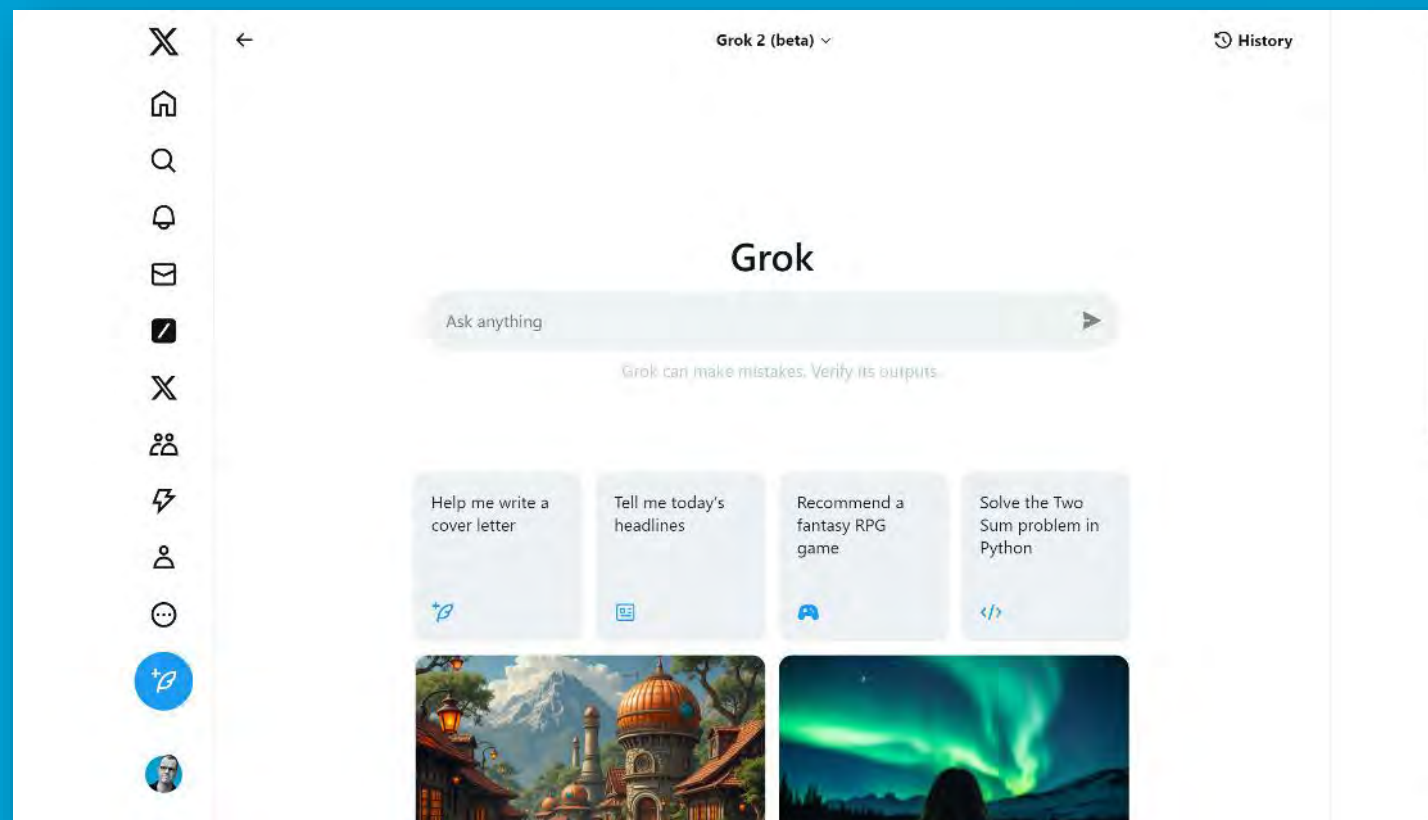 Grok 2 (beta)
History
Grok
Ask anything
Grok can make mistakes. Verify its outputs.
Help me write a
cover letter
Tell me today's
headlines
Recommend a
fantasy RPG
game
Solve the Two
Sum problem in
Python